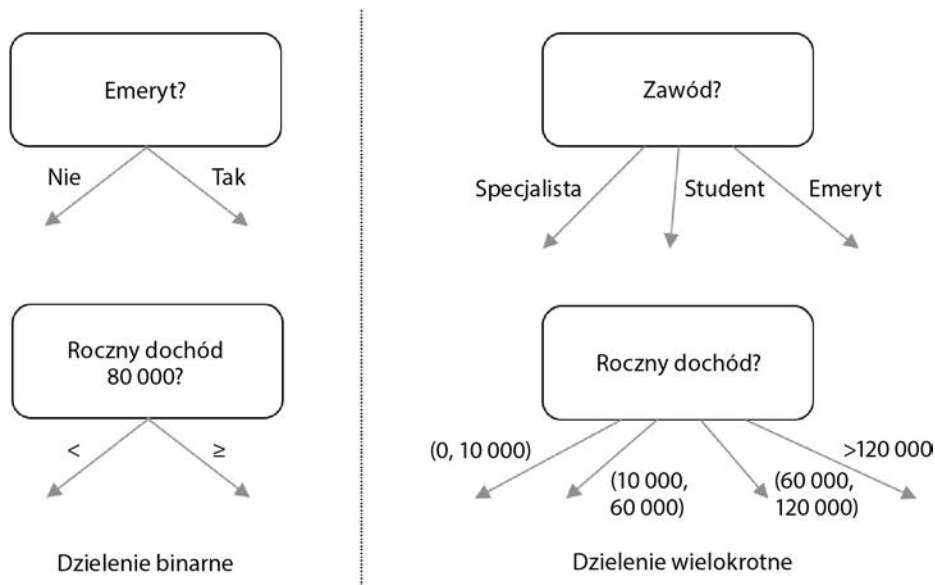 Emeryt?
Nie
Tak
Roczny dochód
80 000?
<
≥
Dzielenie binarne
Zawód?
Specjalista
Student
Emeryt
Roczny dochód?
(0, 10 000)
(10 000,
60 000)
(60 000,
120 000)
>120 000
Dzielenie wielokrotne